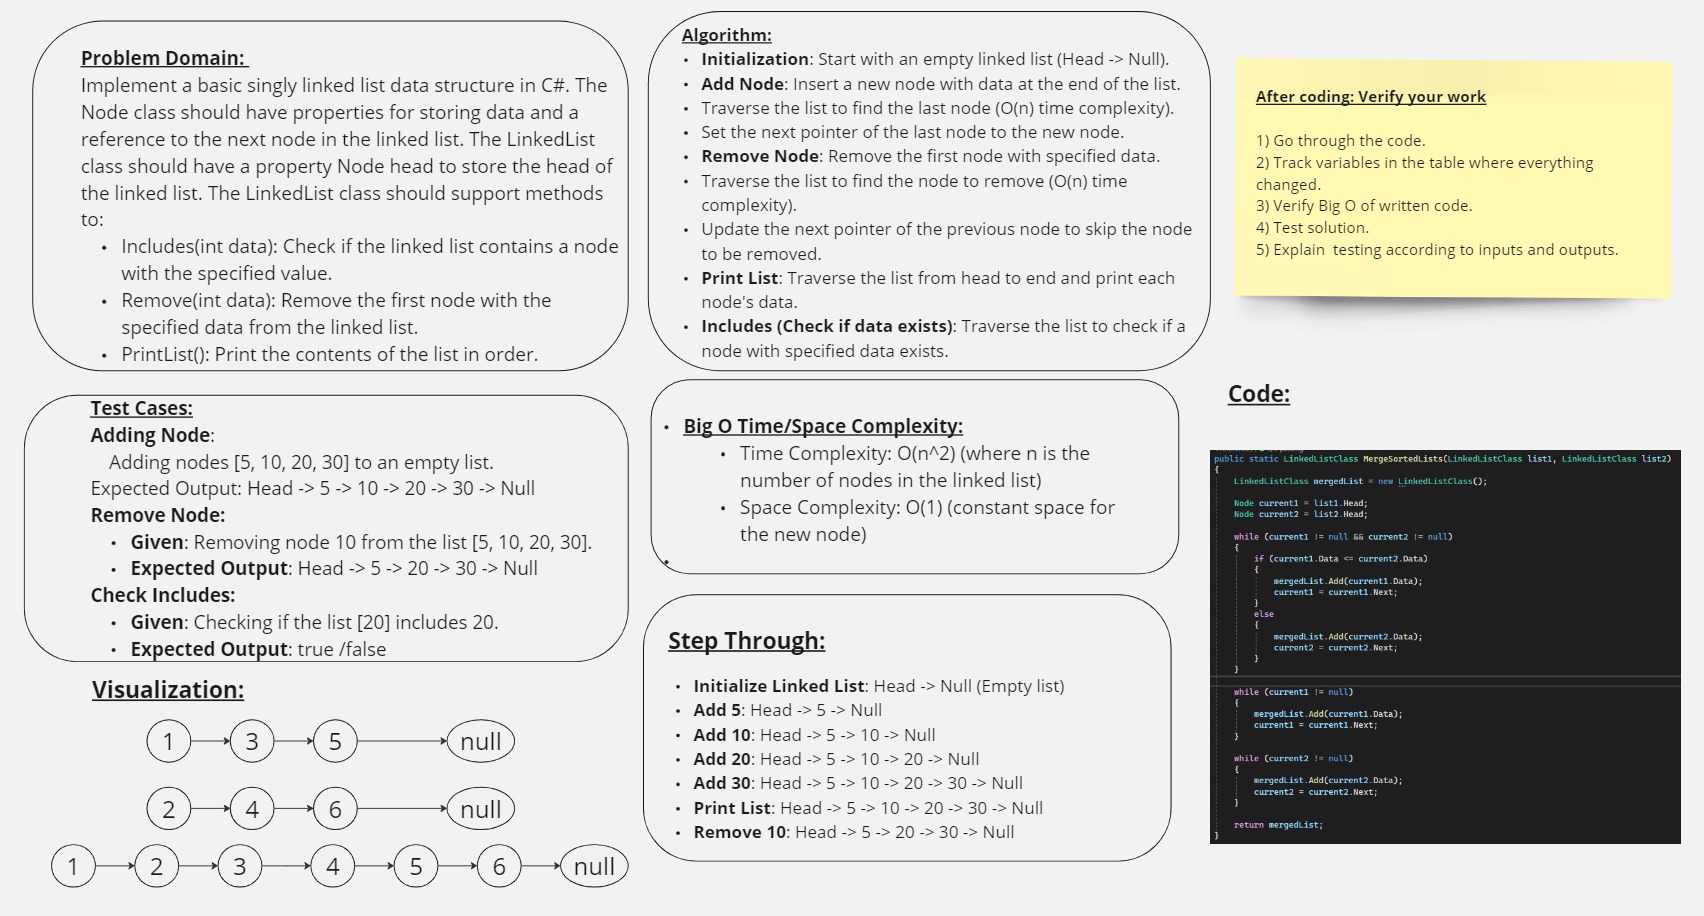 Problem Domain:
Implement a basic singly linked list data structure in C#. The
Node class should have properties for storing data and a
reference to the next node in the linked list. The LinkedList
class should have a property Node head to store the head of
the linked list. The LinkedList class should support methods
to:
• Includes(int data): Check if the linked list contains a node
with the specified value.
• Remove(int data): Remove the first node with the
specified data from the linked list.
• PrintList(): Print the contents of the list in order.
Test Cases:
Adding Node:
Adding nodes [5, 10, 20, 30] to an empty list.
Expected Output: Head -> 5 -> 10 -> 20 -> 30 -> Null
Remove Node:
• Given: Removing node 10 from the list [5, 10, 20, 30].
• Expected Output: Head -> 5 -> 20 -> 30 -> Null
Check Includes:
• Given: Checking if the list [20] includes 20.
• Expected Output: true /false
Visualization:
1 3 5 null
2 4 6 null
1 2 3 4 5 6 null
Algorithm:
• Initialization: Start with an empty linked list (Head -> Null).
• Add Node: Insert a new node with data at the end of the list.
• Traverse the list to find the last node (O(n) time complexity).
• Set the next pointer of the last node to the new node.
• Remove Node: Remove the first node with specified data.
• Traverse the list to find the node to remove (O(n) time
complexity).
• Update the next pointer of the previous node to skip the node
to be removed.
• Print List: Traverse the list from head to end and print each
node's data.
• Includes (Check if data exists): Traverse the list to check if a
node with specified data exists.
• Big O Time/Space Complexity:
• Time Complexity: O(n^2) (where n is the
number of nodes in the linked list)
• Space Complexity: O(1) (constant space for
the new node)
•
Step Through:
• Initialize Linked List: Head -> Null (Empty list)
• Add 5: Head -> 5 -> Null
• Add 10: Head -> 5 -> 10 -> Null
• Add 20: Head -> 5 -> 10 -> 20 -> Null
• Add 30: Head -> 5 -> 10 -> 20 -> 30 -> Null
• Print List: Head -> 5 -> 10 -> 20 -> 30 -> Null
• Remove 10: Head -> 5 -> 20 -> 30 -> Null
After coding: Verify your work
1) Go through the code.
2) Track variables in the table where everything
changed.
3) Verify Big O of written code.
4) Test solution.
5) Explain  testing according to inputs and outputs.
Code:
public static LinkedListClass MergeSortedLists(LinkedListClass list1, LinkedListClass list2)
{
LinkedListClass mergedList = new LinkedListClass();
Node current1 = list1.Head;
Node current2 = list2.Head;
while (current1 != null && current2 != null)
{
if (current1.Data <= current2.Data)
{
mergedList.Add(current1.Data);
current1 = current1.Next;
}
else
{
mergedList.Add(current2.Data);
current2 = current2.Next;
}
}
while (current1 != null)
{
mergedList.Add(current1.Data);
current1 = current1.Next;
}
while (current2 != null)
{
mergedList.Add(current2.Data);
current2 = current2.Next;
}
return mergedList;
}